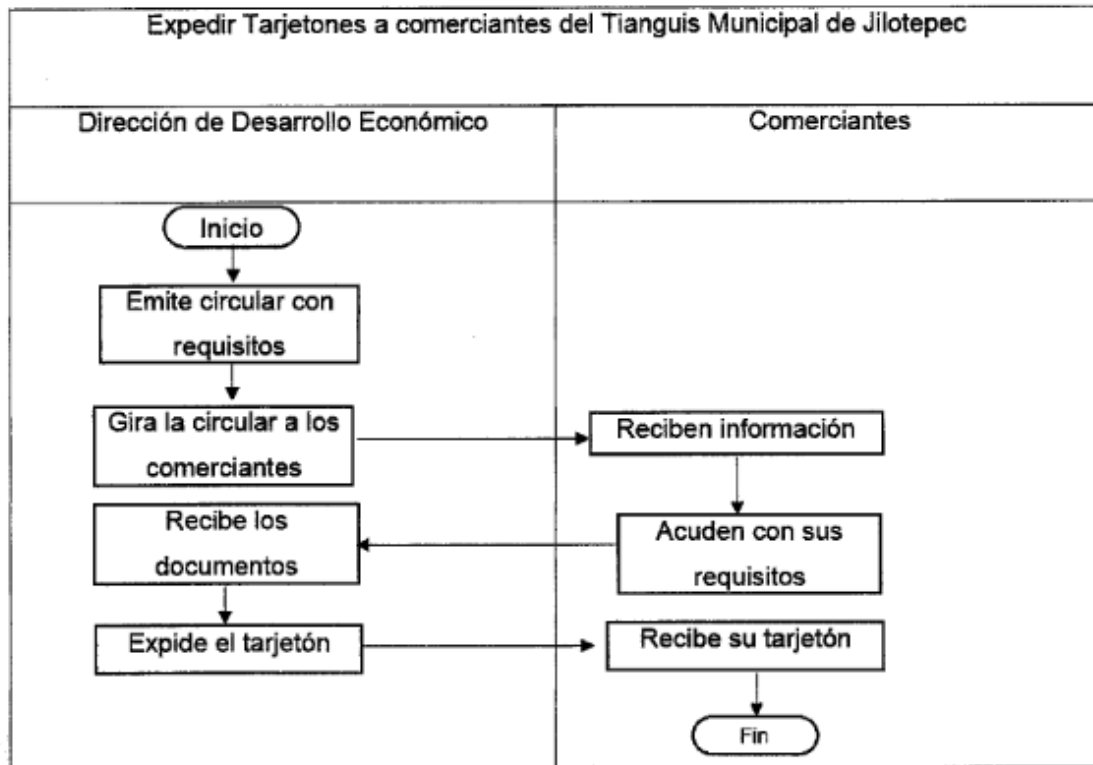 Expedir Tarjetones a comerciantes del Tianguis Municipal de Jilotepec
Dirección de Desarrollo Económico
Comerciantes
Inicio
Emite circular con
requisitos
Gira la circular a los
comerciantes
Reciben información
Acuden con sus
requisitos
Recibe los
documentos
Expide el tarjetón
Recibe su tarjetón
Fin